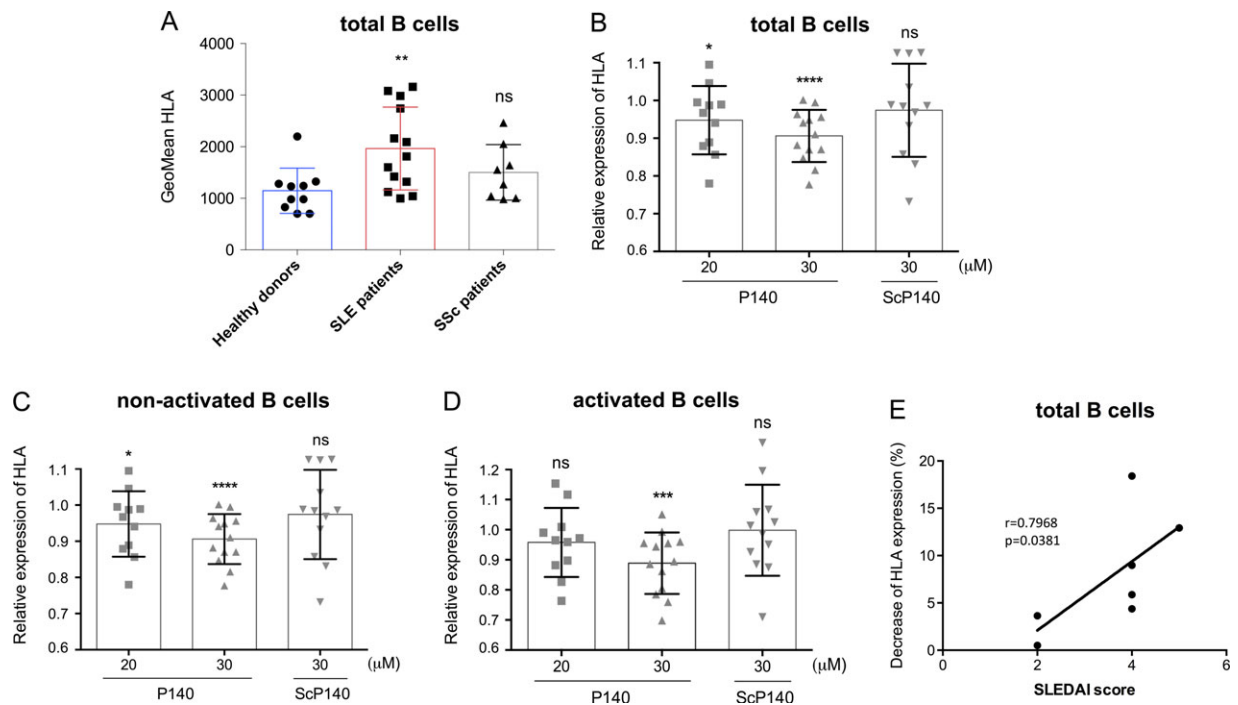 A
total B cells
GeoMean HLA
4000
3000
2000
1000
0
**
ns
Healthy donors
SLE patients
SSc patients
B
total B cells
Relative expression of HLA
1.1
1.0
0.9
0.8
0.7
0.6
*
****
ns
20 30 30 (μM)
P140 ScP140
C
non-activated B cells
Relative expression of HLA
1.1
1.0
0.9
0.8
0.7
0.6
*
****
ns
20 30 30 (μM)
P140 ScP140
D
activated B cells
Relative expression of HLA
1.2
1.1
1.0
0.9
0.8
0.7
0.6
ns
***
ns
20 30 30 (μM)
P140 ScP140
E
total B cells
Decrease of HLA expression (%)
20
15
10
5
0
r=0.7968
p=0.0381
0 2 4 6
SLEDAI score